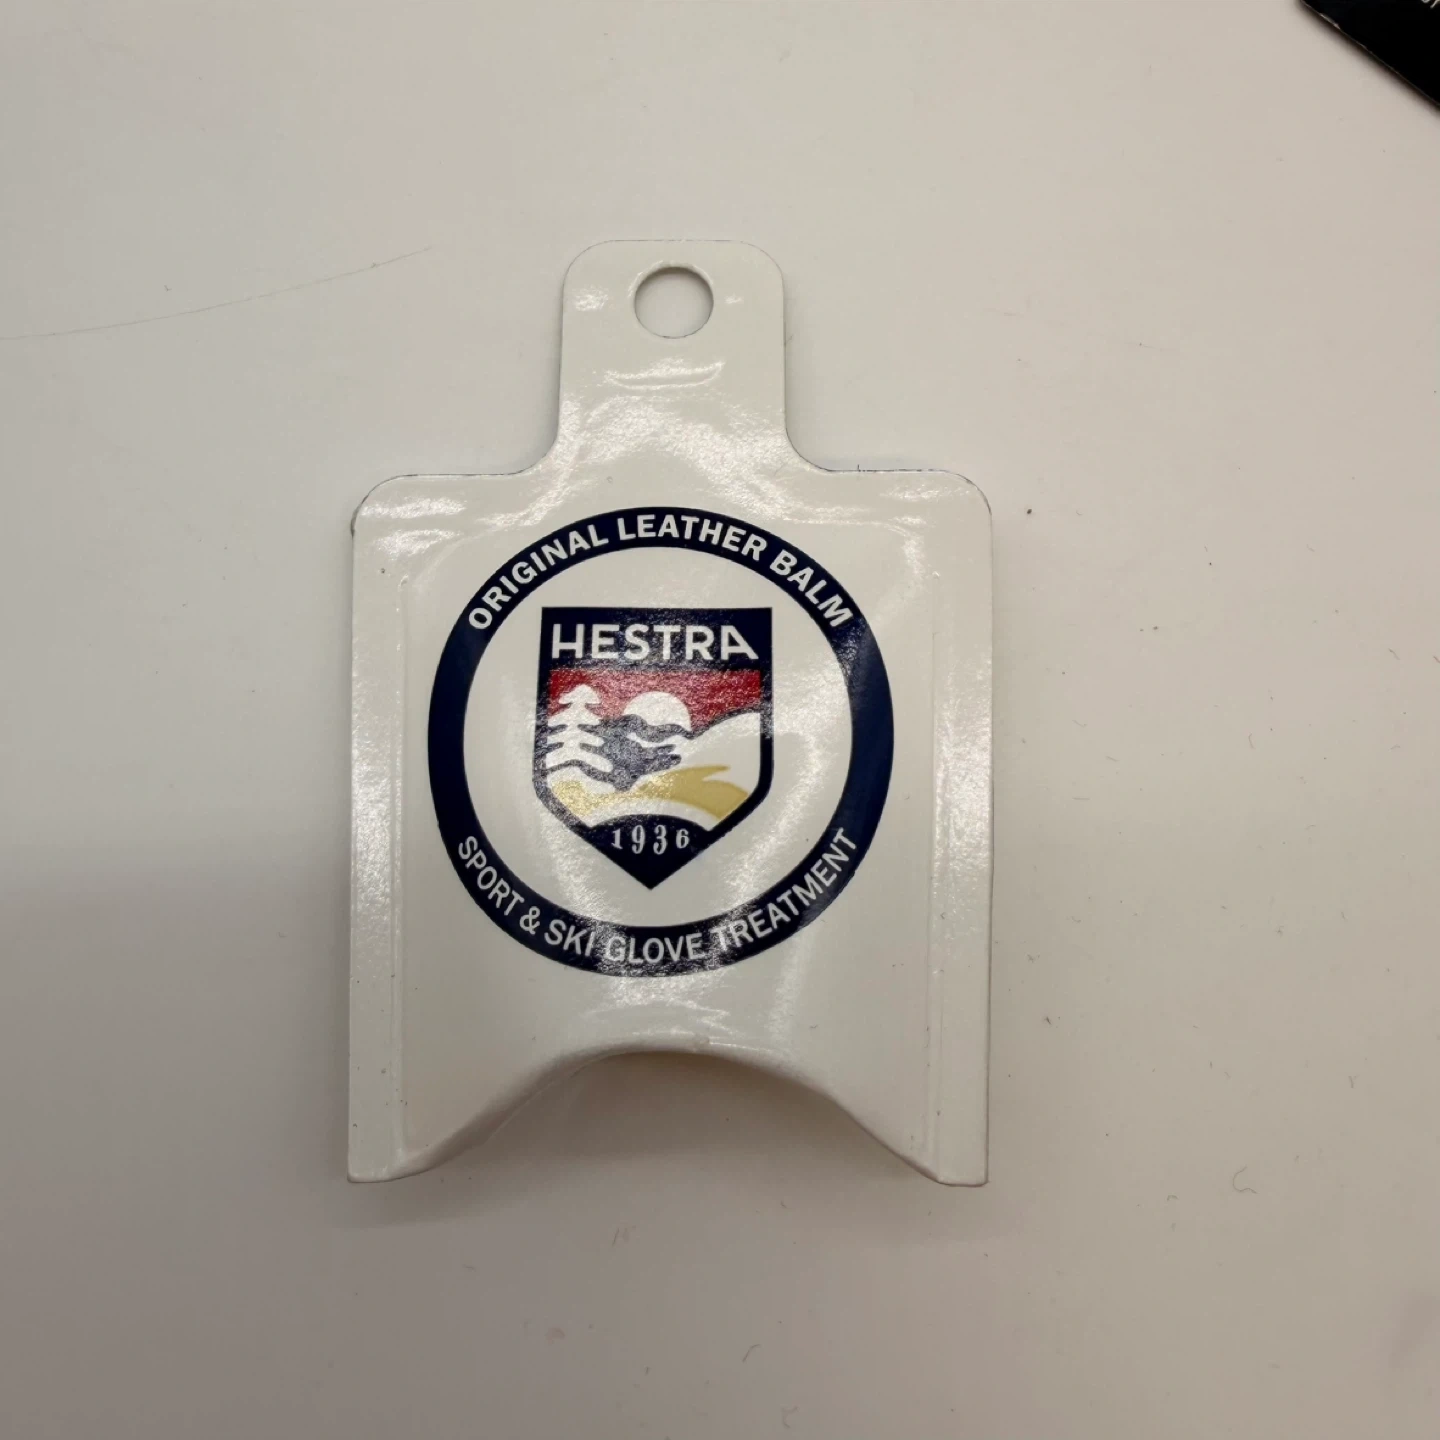 ORIGINAL LEATHER BALM
HESTRA
1936
SPORT & SKI GLOVE TREATMENT